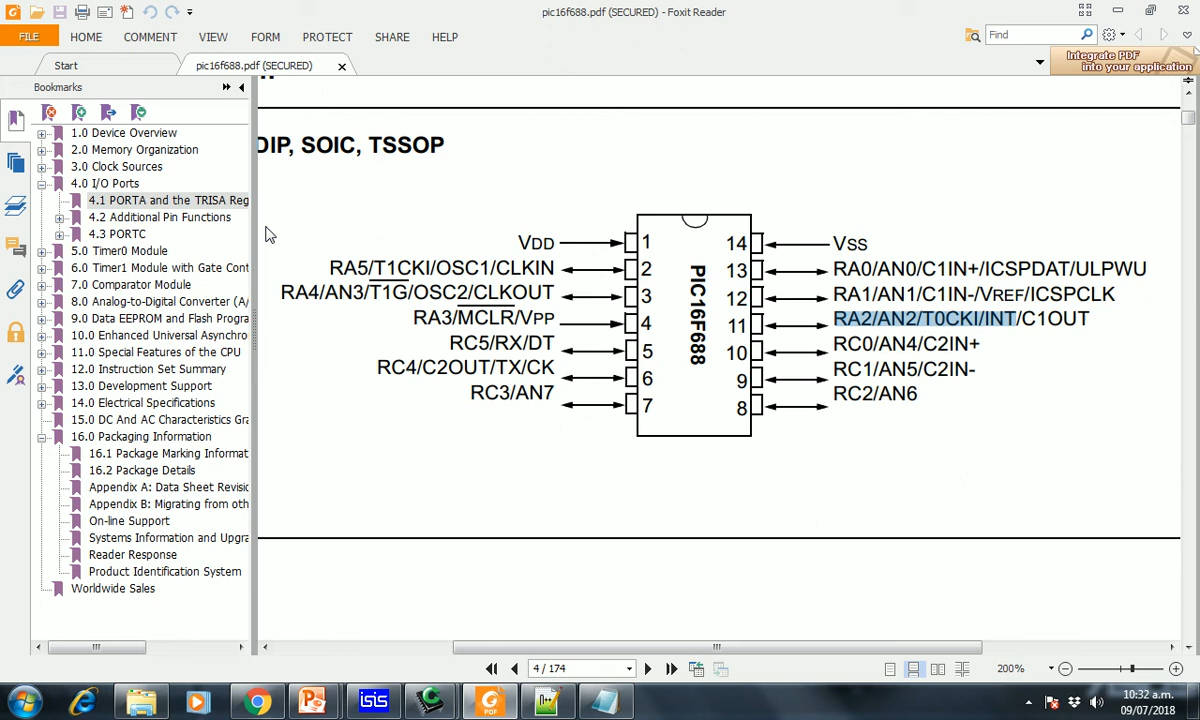 pic16f688.pdf (SECURED) - Foxit Reader
FILE HOME COMMENT VIEW FORM PROTECT SHARE HELP
Find
Start
pic16f688.pdf (SECURED)
Integrate PDF
into your application
Bookmarks
1.0 Device Overview
2.0 Memory Organization
3.0 Clock Sources
4.0 I/O Ports
4.1 PORTA and the TRISA Reg
4.2 Additional Pin Functions
4.3 PORTC
5.0 Timer0 Module
6.0 Timer1 Module with Gate Cont
7.0 Comparator Module
8.0 Analog-to-Digital Converter (A/
9.0 Data EEPROM and Flash Progra
10.0 Enhanced Universal Asynchro
11.0 Special Features of the CPU
12.0 Instruction Set Summary
13.0 Development Support
14.0 Electrical Specifications
15.0 DC And AC Characteristics Gra
16.0 Packaging Information
16.1 Package Marking Informat
16.2 Package Details
Appendix A: Data Sheet Revisio
Appendix B: Migrating from oth
On-line Support
Systems Information and Upgra
Reader Response
Product Identification System
Worldwide Sales
DIP, SOIC, TSSOP
VDD 1 14 VSS
RA5/T1CKI/OSC1/CLKIN 2 13 RA0/AN0/C1IN+/ICSPDAT/ULPWU
RA4/AN3/T1G/OSC2/CLKOUT 3 12 RA1/AN1/C1IN-/VREF/ICSPCLK
RA3/MCLR/VPP 4 11 RA2/AN2/T0CKI/INT/C1OUT
RC5/RX/DT 5 10 RC0/AN4/C2IN+
RC4/C2OUT/TX/CK 6 9 RC1/AN5/C2IN-
RC3/AN7 7 8 RC2/AN6
PIC16F688
4 / 174
200%
isis
PDF
10:32 a.m.
09/07/2018